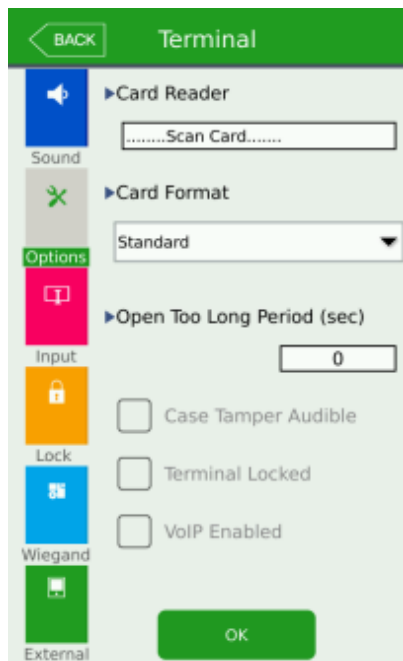 BACK
Terminal
Sound
Options
Input
Lock
Wiegand
External
Card Reader
........Scan Card.......
Card Format
Standard
Open Too Long Period (sec)
0
Case Tamper Audible
Terminal Locked
VoIP Enabled
OK